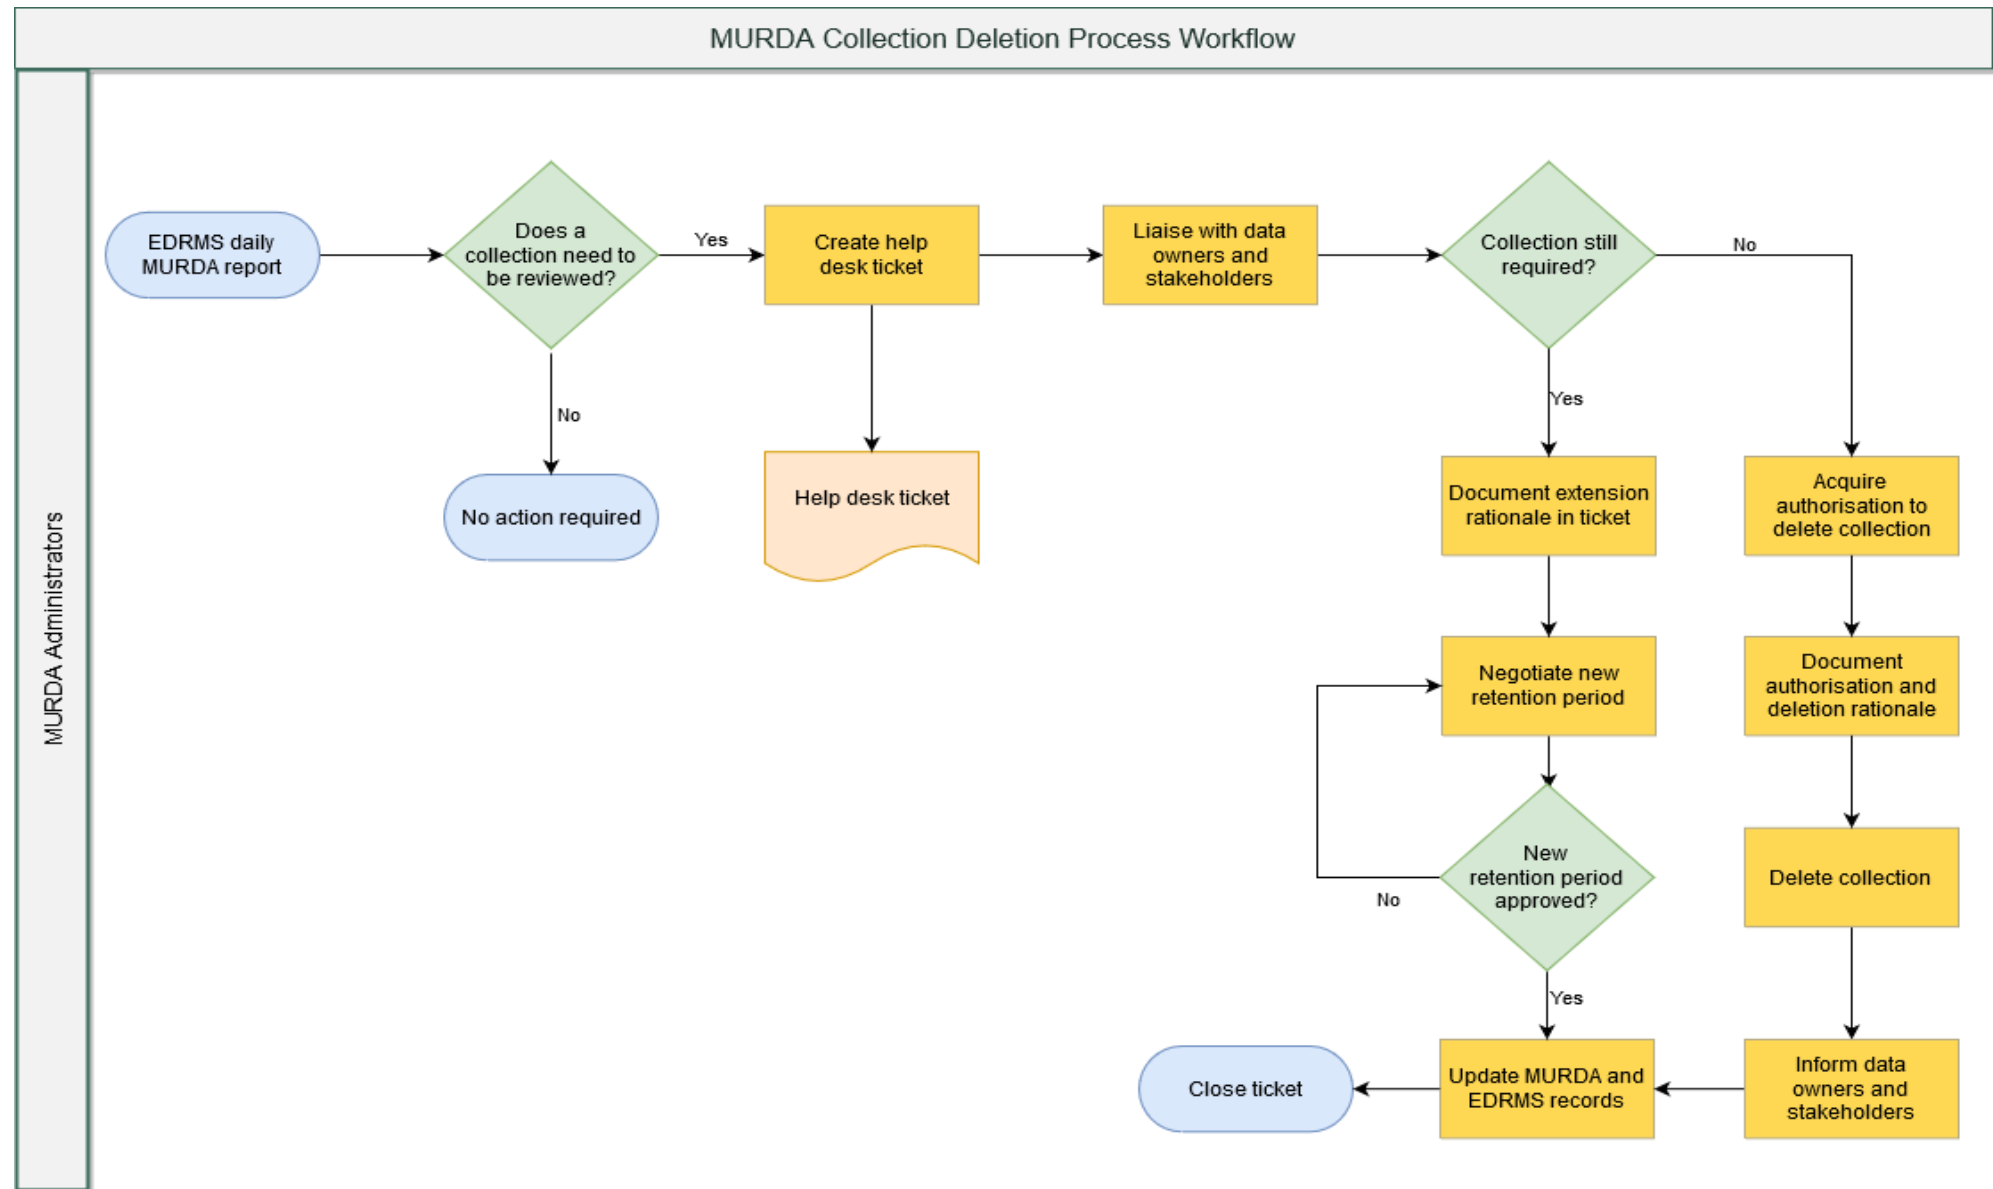 MURDA Collection Deletion Process Workflow
MURDA Administrators
EDRMS daily
MURDA report
Does a
collection need to
be reviewed?
Yes
No
No action required
Create help
desk ticket
Help desk ticket
Liaise with data
owners and
stakeholders
Collection still
required?
No
Yes
Document extension
rationale in ticket
Negotiate new
retention period
New
retention period
approved?
No
Yes
Acquire
authorisation to
delete collection
Document
authorisation and
deletion rationale
Delete collection
Inform data
owners and
stakeholders
Update MURDA and
EDRMS records
Close ticket